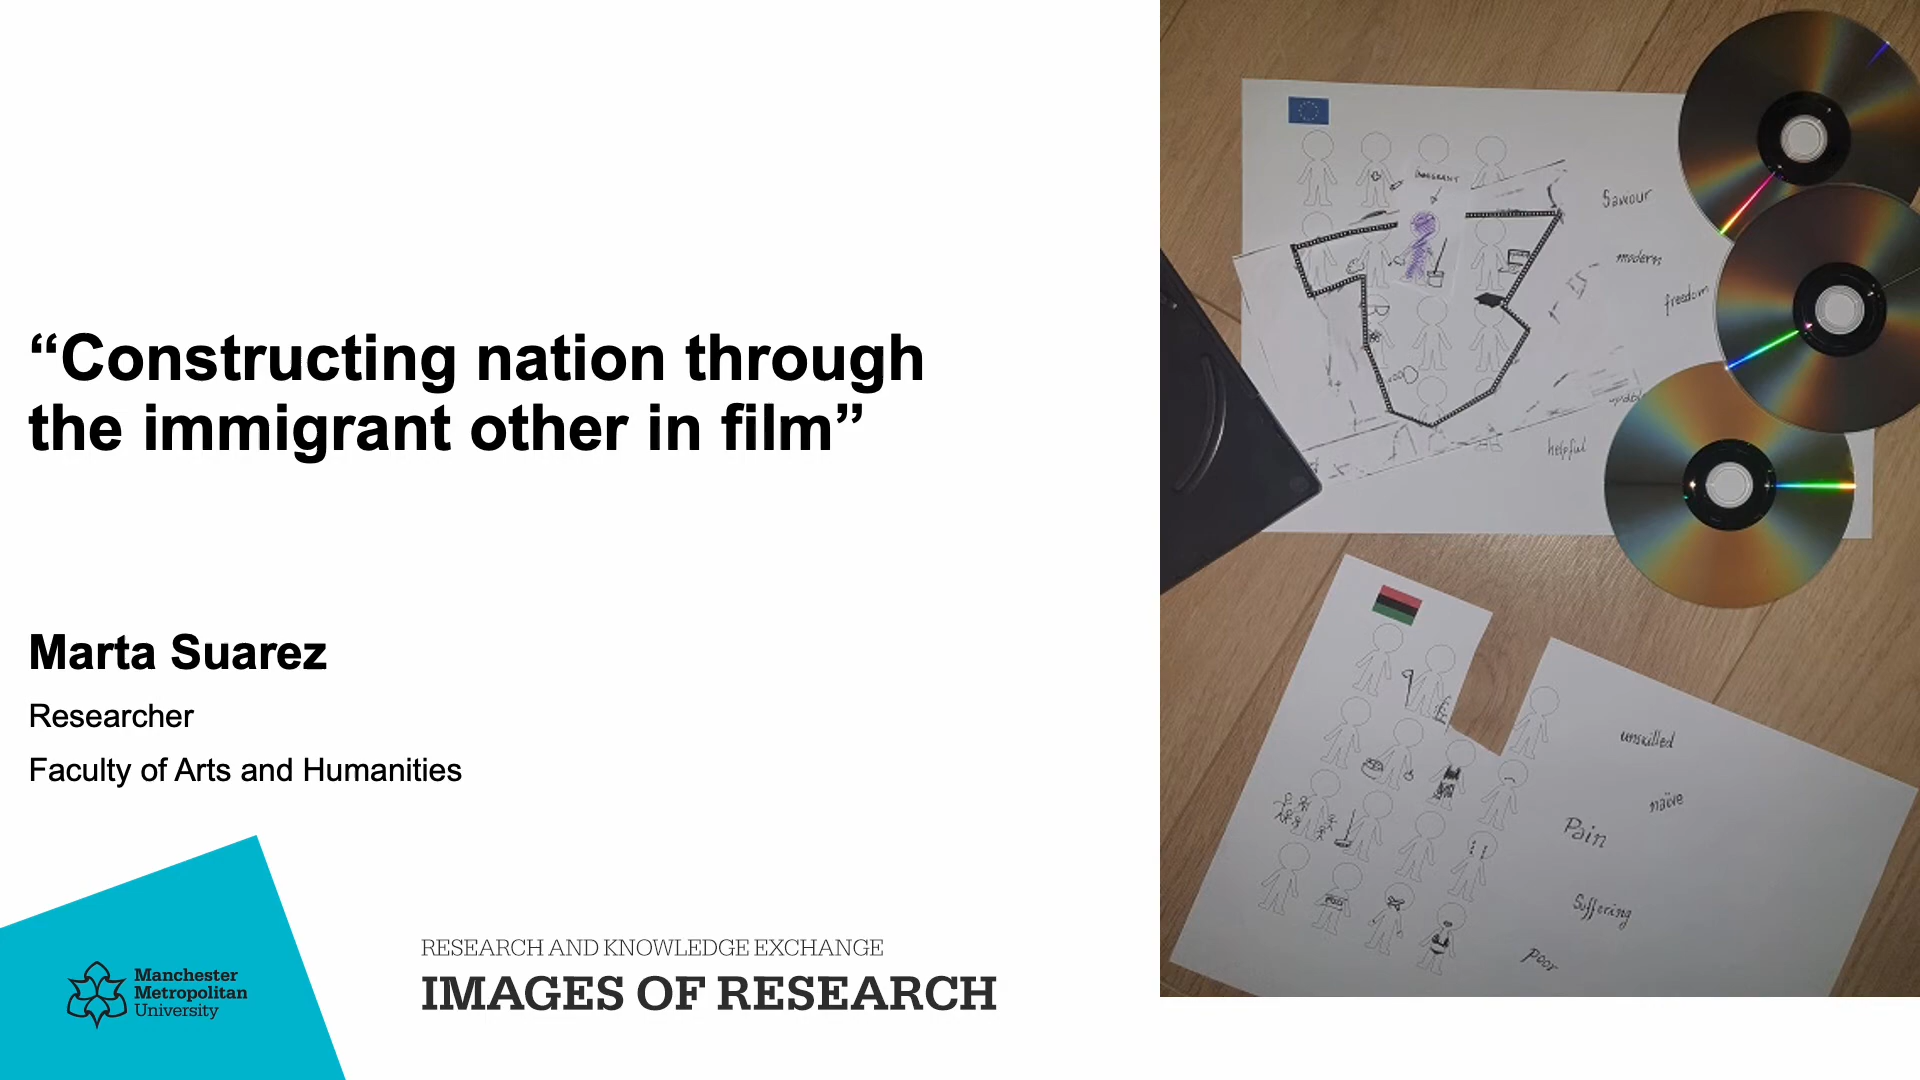 “Constructing nation through
the immigrant other in film”
Marta Suarez
Researcher
Faculty of Arts and Humanities
Manchester
Metropolitan
University
RESEARCH AND KNOWLEDGE EXCHANGE
IMAGES OF RESEARCH
immigrant
Saviour
modern
freedom
helpful
unskilled
naïve
Pain
Suffering
poor